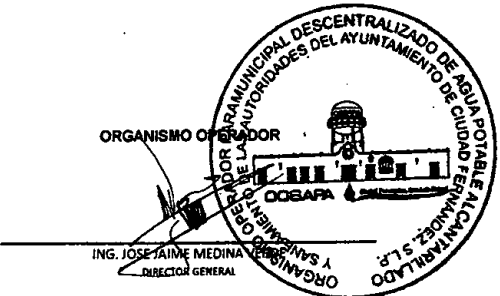 ORGANISMO OPERADOR PARAMUNICIPAL DESCENTRALIZADO DE AGUA POTABLE ALCANTARILLADO
Y SANEAMIENTO DE LAS AUTORIDADES DEL AYUNTAMIENTO DE CIUDAD FERNANDEZ, S.L.P.
ORGANISMO OPERADOR
OOSAPA
ING. JOSE JAIME MEDINA
DIRECTOR GENERAL